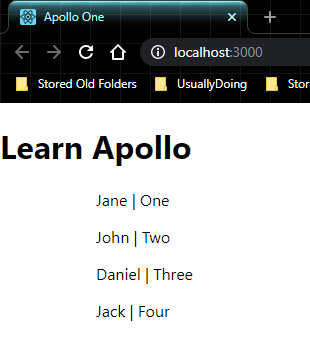 Apollo One
localhost:3000
Stored Old Folders UsuallyDoing Stor
Learn Apollo
Jane | One
John | Two
Daniel | Three
Jack | Four